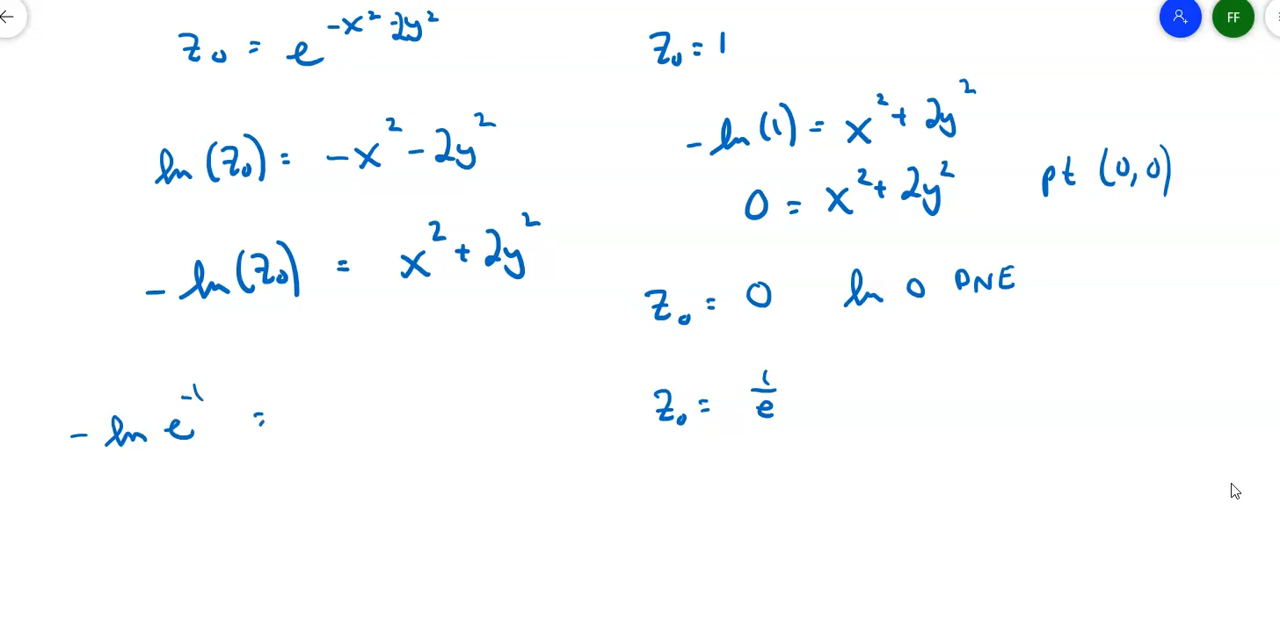 FF
z₀ = e^{-x² - 2y²}
ln(z₀) = -x² - 2y²
-ln(z₀) = x² + 2y²
-ln e⁻¹ =
z₀ = 1
-ln(1) = x² + 2y²
0 = x² + 2y² pt (0,0)
z₀ = 0 ln 0 DNE
z₀ = 1/e